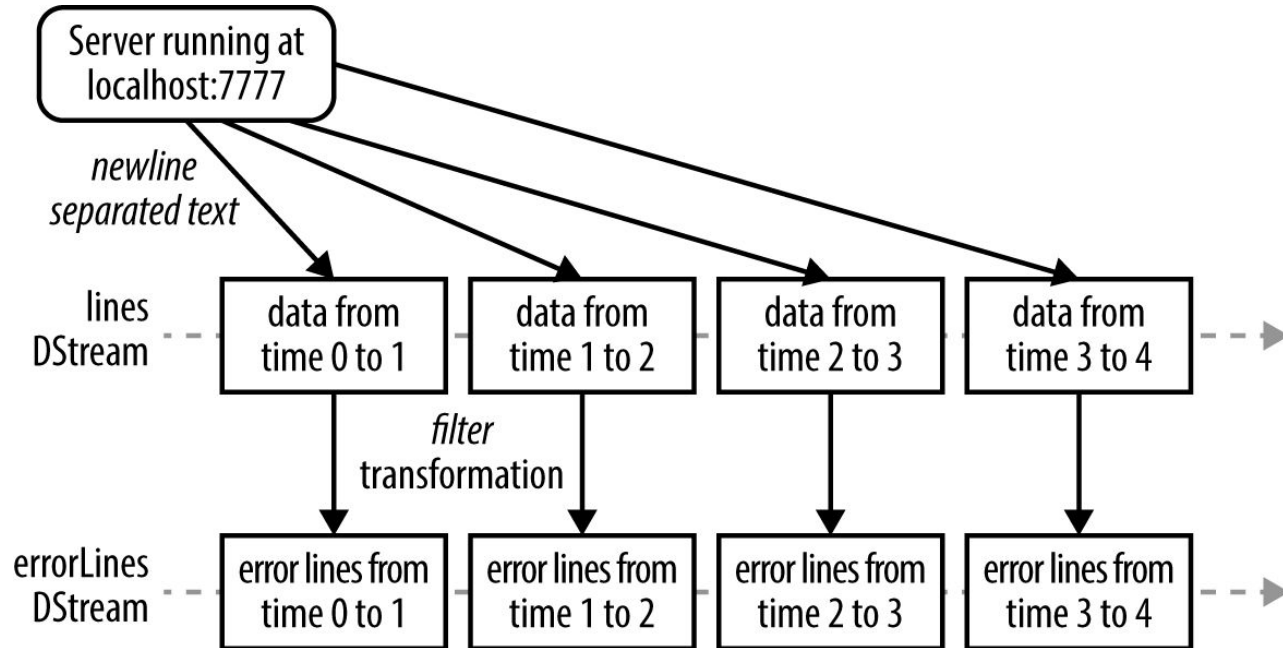 Server running at
localhost:7777
newline
separated text
lines
DStream
data from
time 0 to 1
data from
time 1 to 2
data from
time 2 to 3
data from
time 3 to 4
filter
transformation
errorLines
DStream
error lines from
time 0 to 1
error lines from
time 1 to 2
error lines from
time 2 to 3
error lines from
time 3 to 4